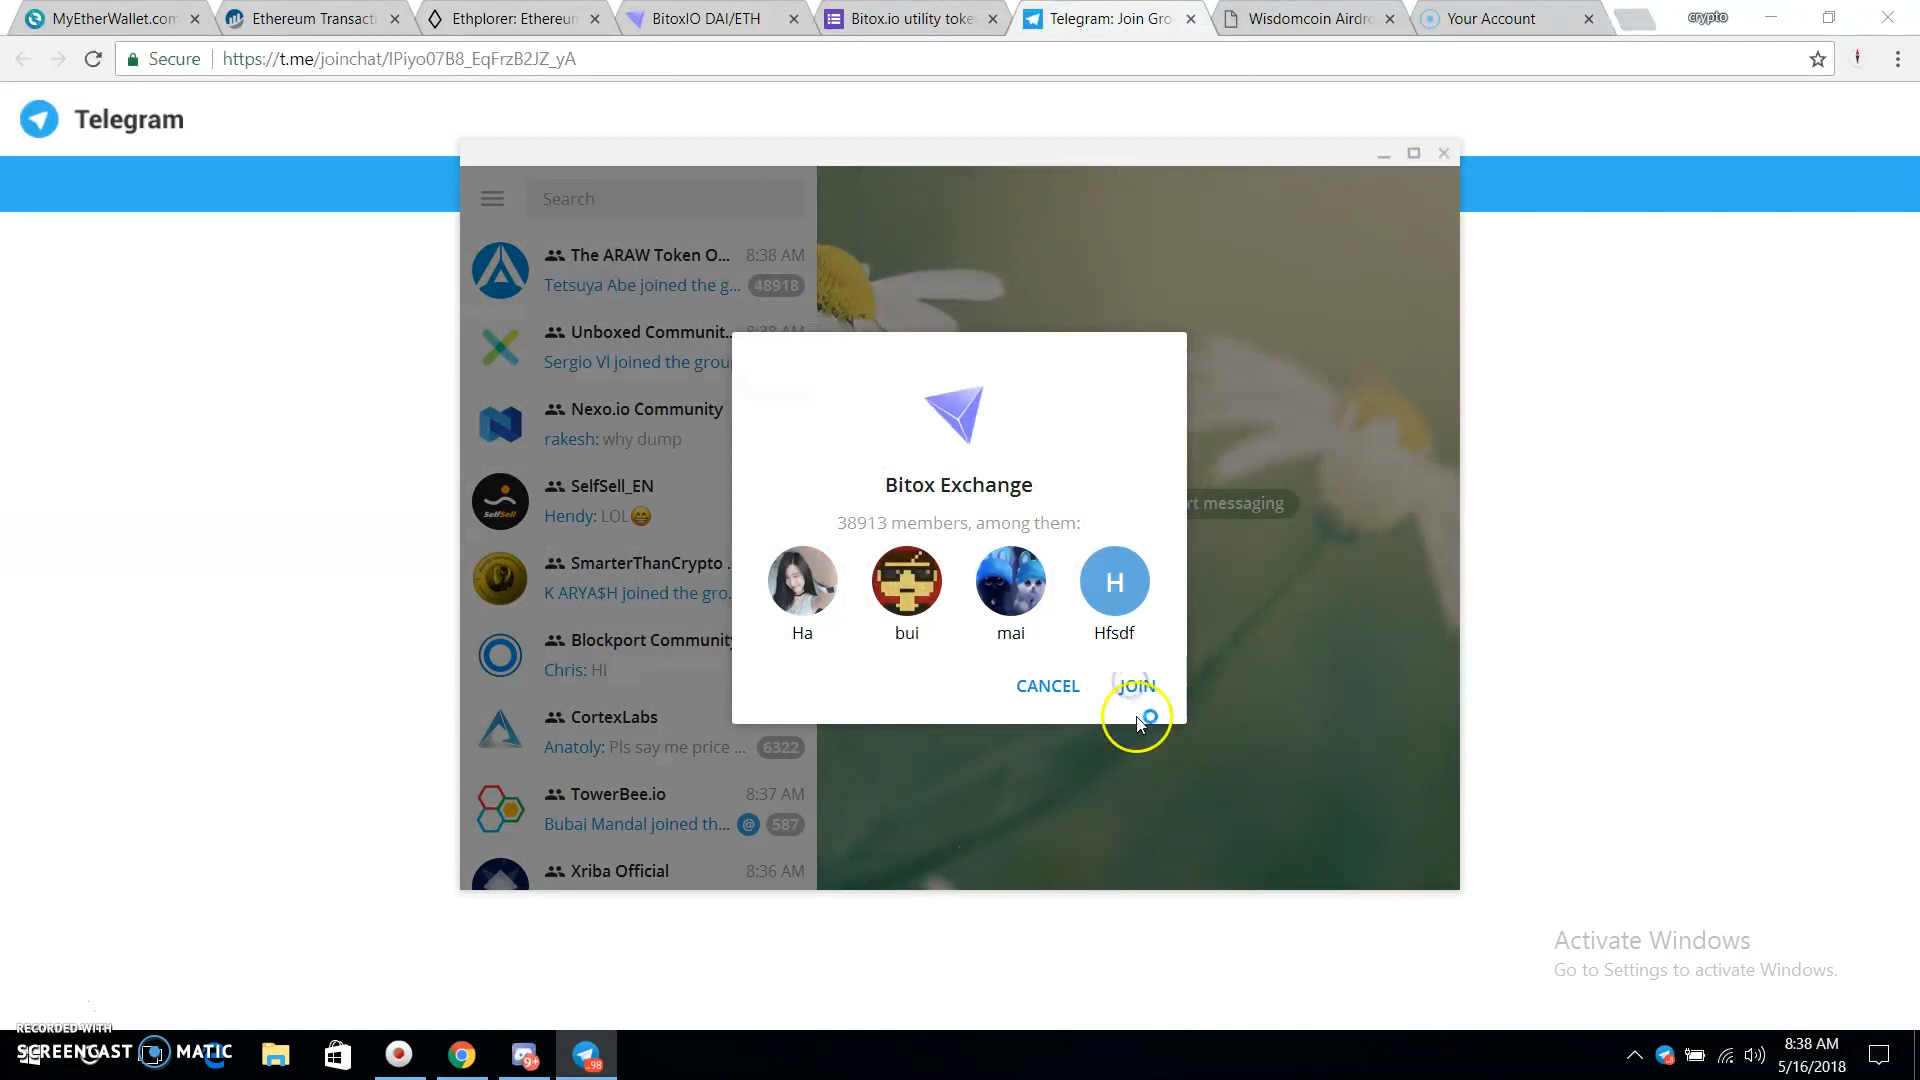 MyEtherWallet.com
Ethereum Transacti
Ethplorer: Ethereum
BitoxIO DAI/ETH
Bitox.io utility toke
Telegram: Join Gro
Wisdomcoin Airdro
Your Account
crypto
Secure
https://t.me/joinchat/IPiyo07B8_EqFrzB2JZ_yA
Telegram
Search
The ARAW Token O...
8:38 AM
Tetsuya Abe joined the g...
48918
Unboxed Communit...
8:38 AM
Sergio Vl joined the grou
Nexo.io Community
rakesh: why dump
SelfSell_EN
Hendy: LOL😁
SmarterThanCrypto
K ARYA$H joined the gro.
Blockport Community
Chris: Hi
CortexLabs
Anatoly: Pls say me price ...
6322
TowerBee.io
8:37 AM
Bubai Mandal joined th...
@
587
Xriba Official
8:36 AM
rt messaging
Bitox Exchange
38913 members, among them:
H
Ha
bui
mai
Hfsdf
CANCEL
JOIN
Activate Windows
Go to Settings to activate Windows.
RECORDED WITH
SCREENCAST MATIC
9+
8:38 AM
5/16/2018